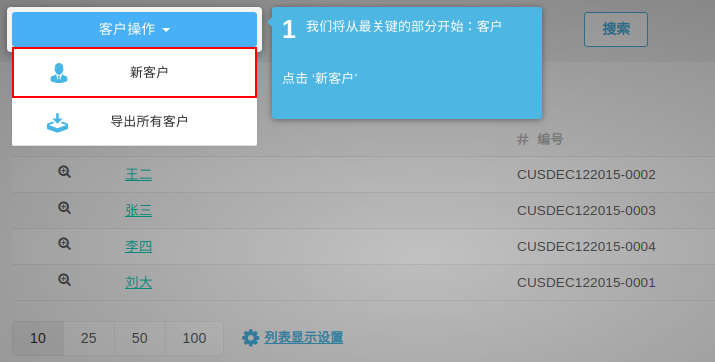 客户操作
1 我们将从最关键的部分开始：客户
搜索
新客户
点击 '新客户'
导出所有客户
# 编号
王二 CUSDEC122015-0002
张三 CUSDEC122015-0003
李四 CUSDEC122015-0004
刘大 CUSDEC122015-0001
10 25 50 100 列表显示设置